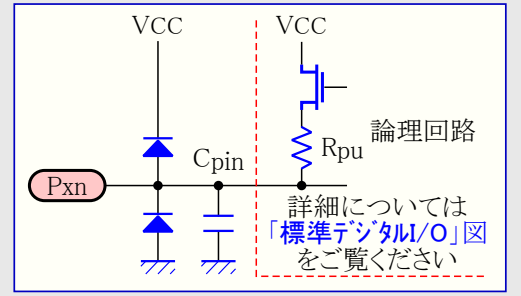 VCC
VCC
論理回路
Rpu
Cpin
Pxn
詳細については
「標準デジタルI/O」図
をご覧ください